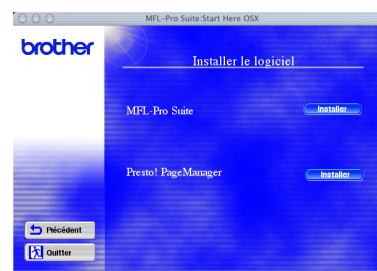 MFL-Pro Suite:Start Here OSX
brother
Installer le logiciel
MFL-Pro Suite
Installer
Presto! PageManager
Installer
Précédent
Quitter